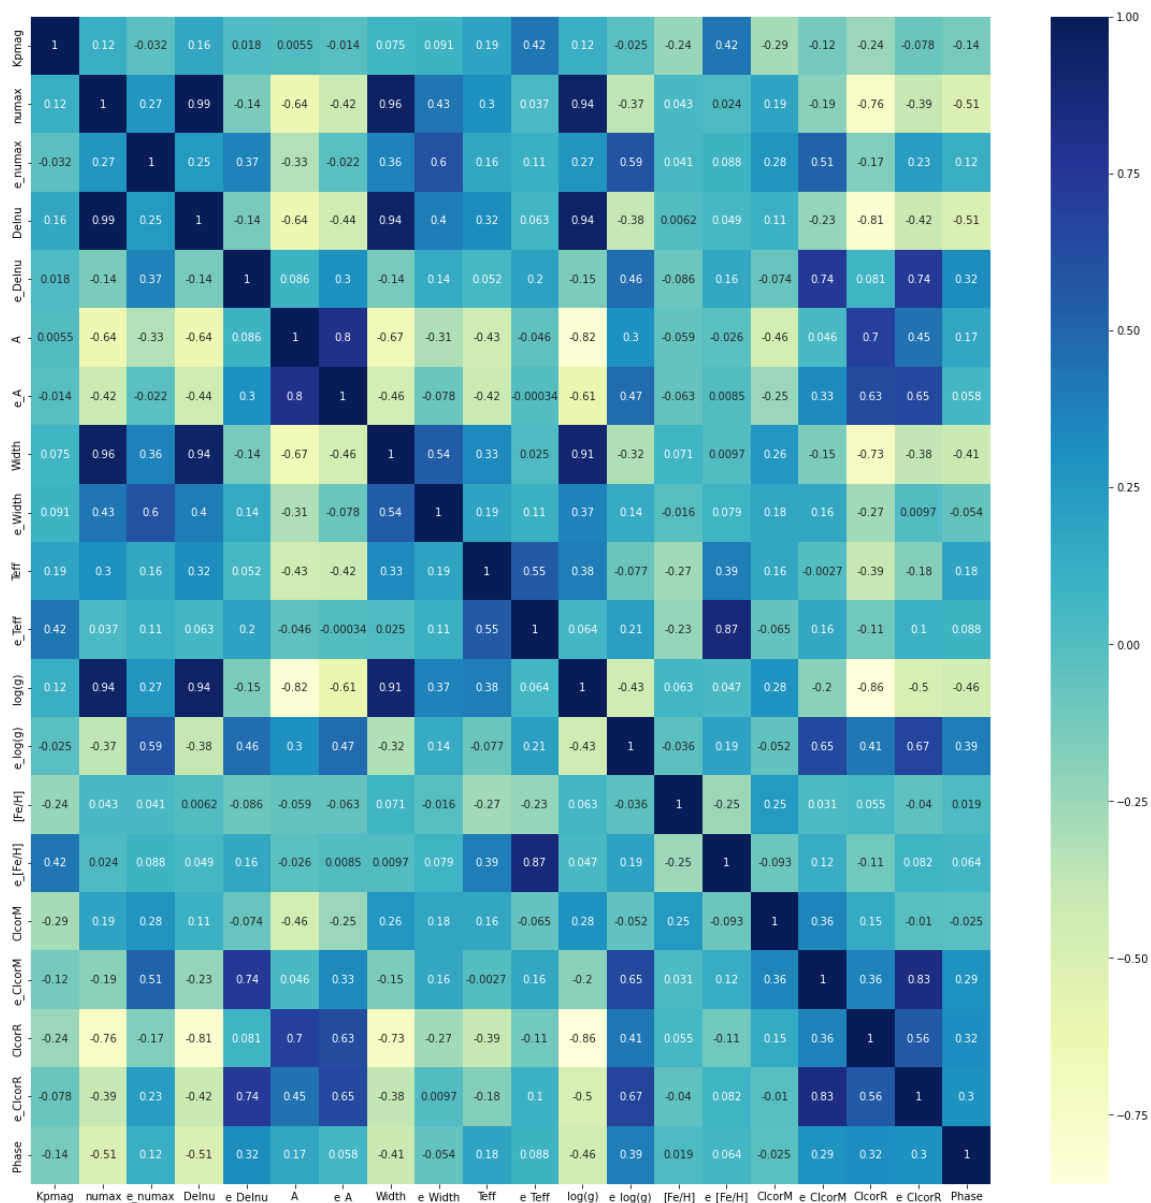 Kpmag 1 0.12 -0.032 0.16 0.018 0.0055 -0.014 0.075 0.091 0.19 0.42 0.12 -0.025 -0.24 0.42 -0.29 -0.12 -0.24 -0.078 -0.14
numax 0.12 1 0.27 0.99 -0.14 -0.64 -0.42 0.96 0.43 0.3 0.037 0.94 -0.37 0.043 0.024 0.19 -0.19 -0.76 -0.39 -0.51
e_numax -0.032 0.27 1 0.25 0.37 -0.33 -0.022 0.36 0.6 0.16 0.11 0.27 0.59 0.041 0.088 0.28 0.51 -0.17 0.23 0.12
Delnu 0.16 0.99 0.25 1 -0.14 -0.64 -0.44 0.94 0.4 0.32 0.063 0.94 -0.38 0.0062 0.049 0.11 -0.23 -0.81 -0.42 -0.51
e_Delnu 0.018 -0.14 0.37 -0.14 1 0.086 0.3 -0.14 0.14 0.052 0.2 -0.15 0.46 -0.086 0.16 -0.074 0.74 0.081 0.74 0.32
A 0.0055 -0.64 -0.33 -0.64 0.086 1 0.8 -0.67 -0.31 -0.43 -0.046 -0.82 0.3 -0.059 -0.026 -0.46 0.046 0.7 0.45 0.17
e_A -0.014 -0.42 -0.022 -0.44 0.3 0.8 1 -0.46 -0.078 -0.42 -0.00034 -0.61 0.47 -0.063 0.0085 -0.25 0.33 0.63 0.65 0.058
Width 0.075 0.96 0.36 0.94 -0.14 -0.67 -0.46 1 0.54 0.33 0.025 0.91 -0.32 0.071 0.0097 0.26 -0.15 -0.73 -0.38 -0.41
e_Width 0.091 0.43 0.6 0.4 0.14 -0.31 -0.078 0.54 1 0.19 0.11 0.37 0.14 -0.016 0.079 0.18 0.16 -0.27 0.0097 -0.054
Teff 0.19 0.3 0.16 0.32 0.052 -0.43 -0.42 0.33 0.19 1 0.55 0.38 -0.077 -0.27 0.39 0.16 -0.0027 -0.39 -0.18 0.18
e_Teff 0.42 0.037 0.11 0.063 0.2 -0.046 -0.00034 0.025 0.11 0.55 1 0.064 0.21 -0.23 0.87 -0.065 0.16 -0.11 0.1 0.088
log(g) 0.12 0.94 0.27 0.94 -0.15 -0.82 -0.61 0.91 0.37 0.38 0.064 1 -0.43 0.063 0.047 0.28 -0.2 -0.86 -0.5 -0.46
e_log(g) -0.025 -0.37 0.59 -0.38 0.46 0.3 0.47 -0.32 0.14 -0.077 0.21 -0.43 1 -0.036 0.19 -0.052 0.65 0.41 0.67 0.39
[Fe/H] -0.24 0.043 0.041 0.0062 -0.086 -0.059 -0.063 0.071 -0.016 -0.27 -0.23 0.063 -0.036 1 -0.25 0.25 0.031 0.055 -0.04 0.019
e_[Fe/H] 0.42 0.024 0.088 0.049 0.16 -0.026 0.0085 0.0097 0.079 0.39 0.87 0.047 0.19 -0.25 1 -0.093 0.12 -0.11 0.082 0.064
ClcorM -0.29 0.19 0.28 0.11 -0.074 -0.46 -0.25 0.26 0.18 0.16 -0.065 0.28 -0.052 0.25 -0.093 1 0.36 0.15 -0.01 -0.025
e_ClcorM -0.12 -0.19 0.51 -0.23 0.74 0.046 0.33 -0.15 0.16 -0.0027 0.16 -0.2 0.65 0.031 0.12 0.36 1 0.36 0.83 0.29
ClcorR -0.24 -0.76 -0.17 -0.81 0.081 0.7 0.63 -0.73 -0.27 -0.39 -0.11 -0.86 0.41 0.055 -0.11 0.15 0.36 1 0.56 0.32
e_ClcorR -0.078 -0.39 0.23 -0.42 0.74 0.45 0.65 -0.38 0.0097 -0.18 0.1 -0.5 0.67 -0.04 0.082 -0.01 0.83 0.56 1 0.3
Phase -0.14 -0.51 0.12 -0.51 0.32 0.17 0.058 -0.41 -0.054 0.18 0.088 -0.46 0.39 0.019 0.064 -0.025 0.29 0.32 0.3 1
Kpmag numax e_numax Delnu e Delnu A e A Width e Width Teff e Teff log(g) e log(g) [Fe/H] e [Fe/H] ClcorM e ClcorM ClcorR e ClcorR Phase
1.00
0.75
0.50
0.25
0.00
−0.25
−0.50
−0.75